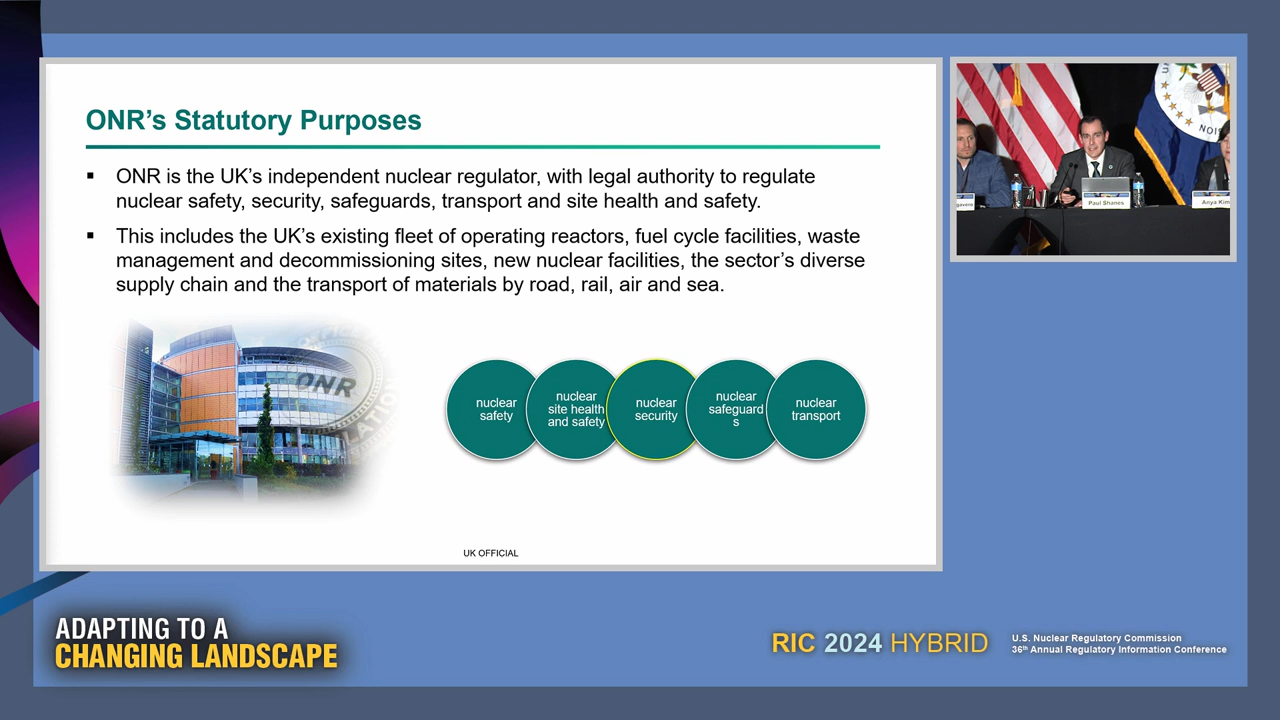 ONR’s Statutory Purposes
▪ ONR is the UK’s independent nuclear regulator, with legal authority to regulate
nuclear safety, security, safeguards, transport and site health and safety.
▪ This includes the UK’s existing fleet of operating reactors, fuel cycle facilities, waste
management and decommissioning sites, new nuclear facilities, the sector’s diverse
supply chain and the transport of materials by road, rail, air and sea.
ONR
nuclear
safety
nuclear
site health
and safety
nuclear
security
nuclear
safeguard
s
nuclear
transport
UK OFFICIAL
Paul Shanes
Anya Kim
ADAPTING TO A
CHANGING LANDSCAPE
RIC 2024 HYBRID
U.S. Nuclear Regulatory Commission
36th Annual Regulatory Information Conference